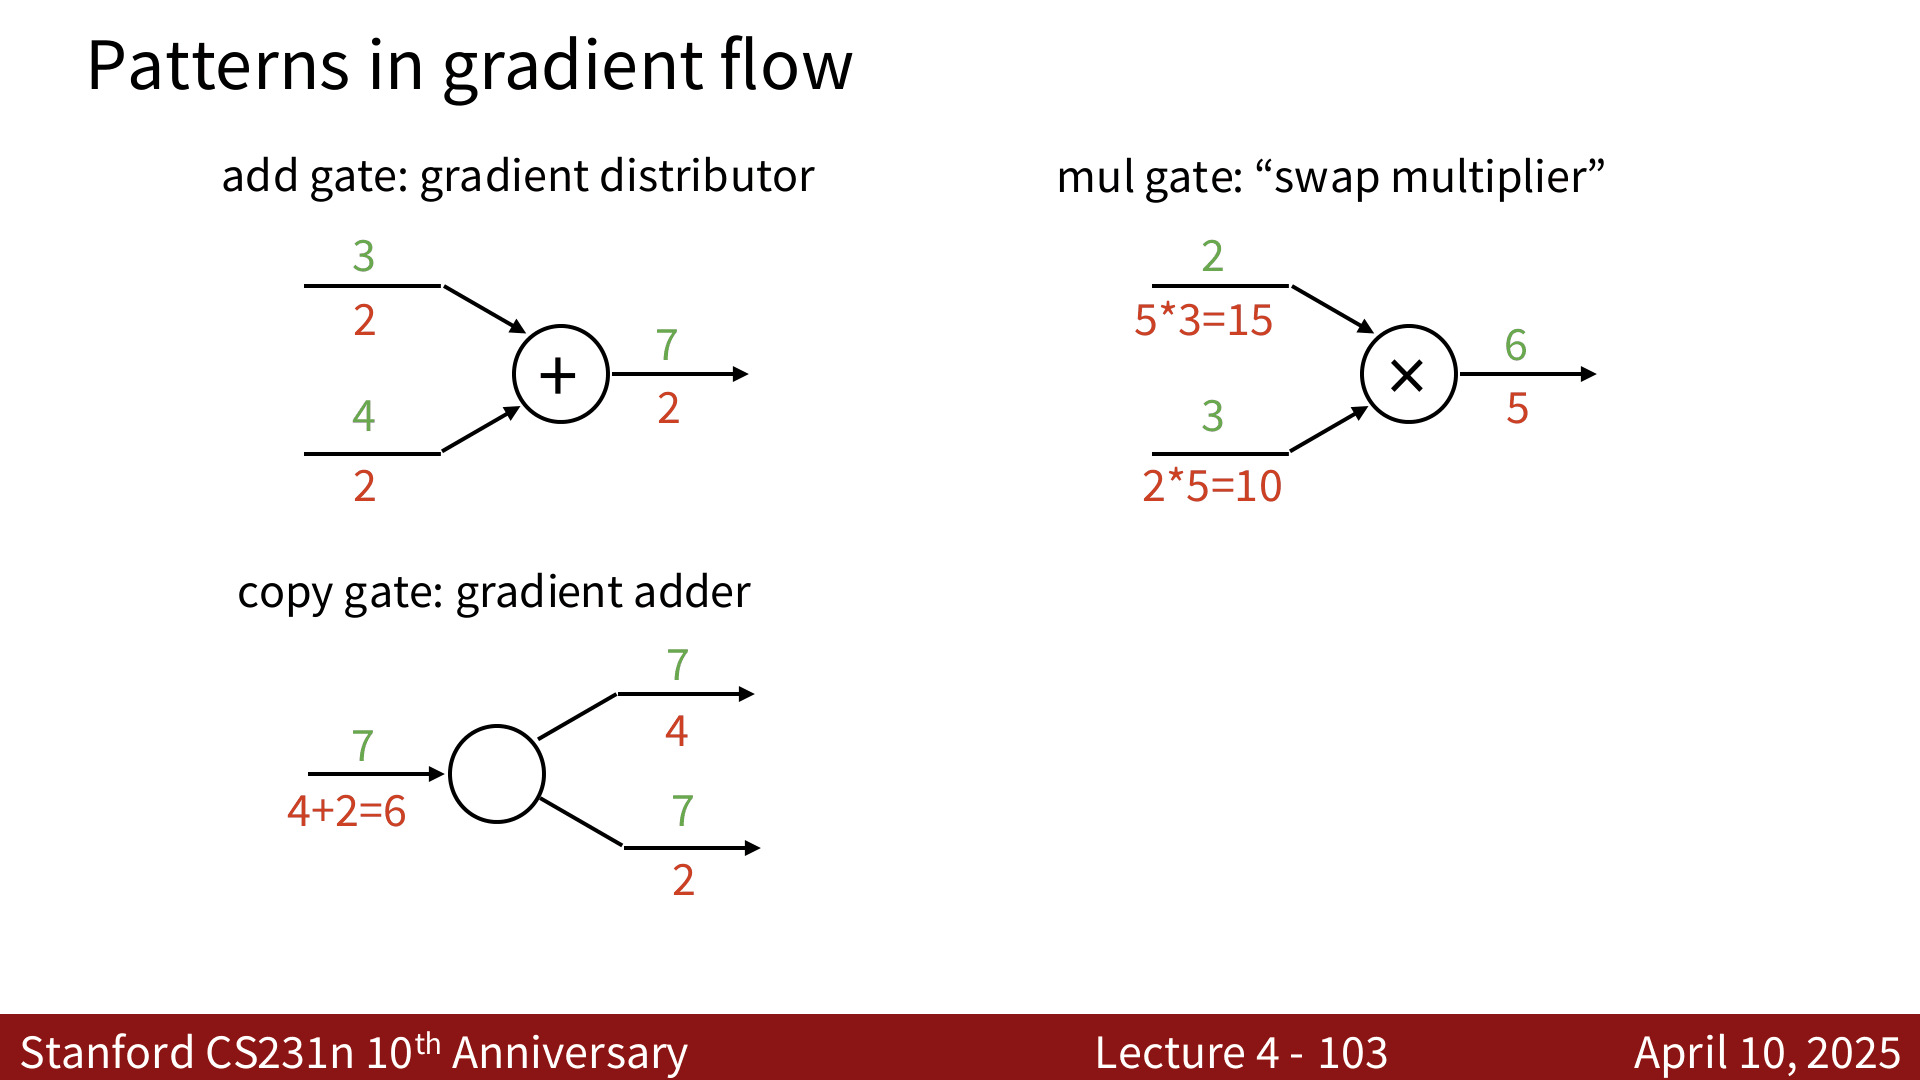 Patterns in gradient flow
add gate: gradient distributor
3
2
+
7
2
4
2
mul gate: “swap multiplier”
2
5*3=15
×
6
5
3
2*5=10
copy gate: gradient adder
7
4
7
4+2=6
7
2
Stanford CS231n 10th Anniversary
Lecture 4 - 103
April 10, 2025